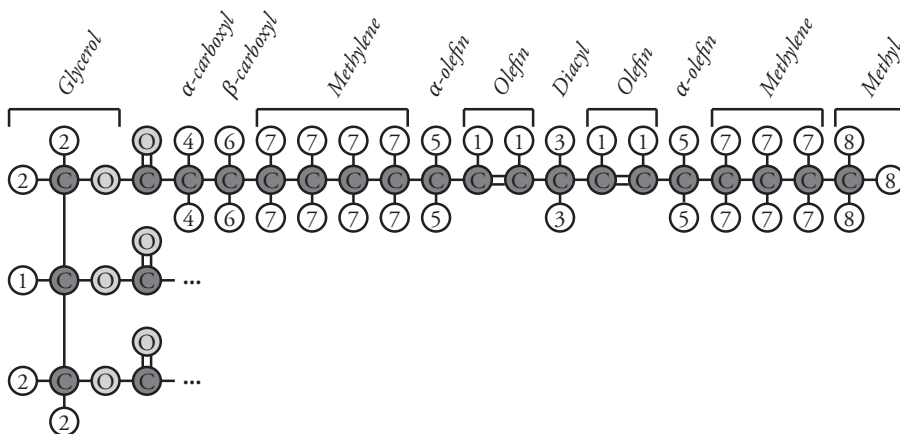 Glycerol
α-carboxyl
β-carboxyl
Methylene
α-olefin
Olefin
Diacyl
Olefin
α-olefin
Methylene
Methyl
2 O 4 6 7 7 7 7 5 1 1 3 1 1 5 7 7 7 8
2 C O C C C C C C C C C C C C C C C C C C 8
4 6 7 7 7 7 5 3 5 7 7 7 8
O
1 C O C ...
O
2 C O C ...
2